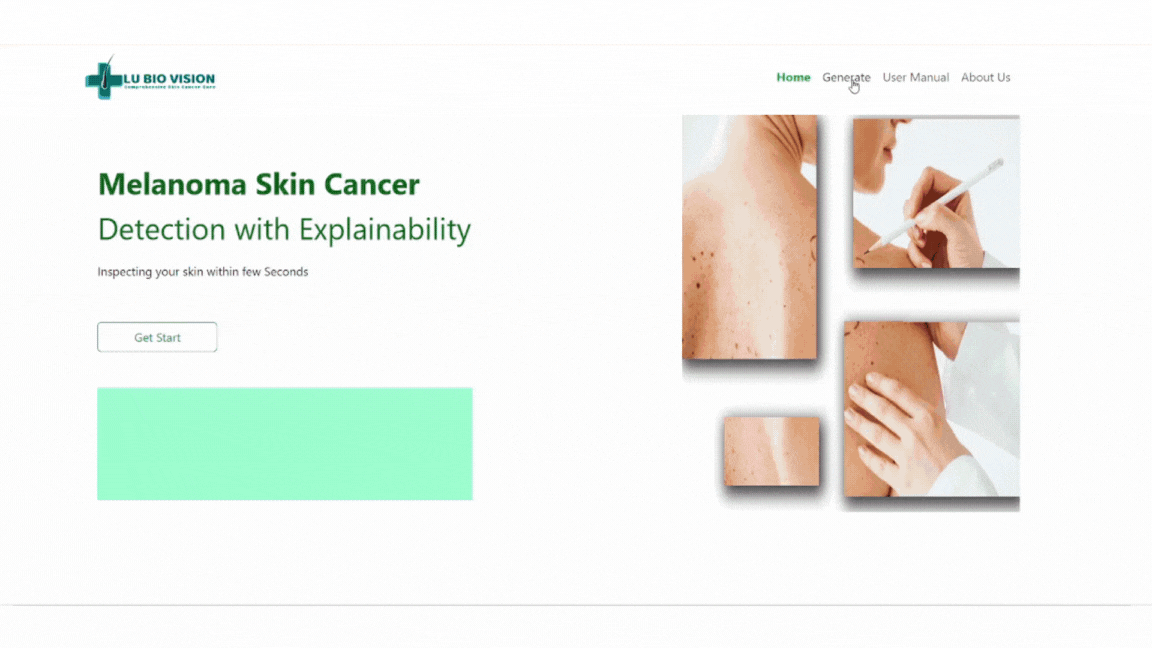 LU BIO VISION
Comprehensive Skin Cancer Care
Home Generate User Manual About Us
Melanoma Skin Cancer
Detection with Explainability
Inspecting your skin within few Seconds
Get Start